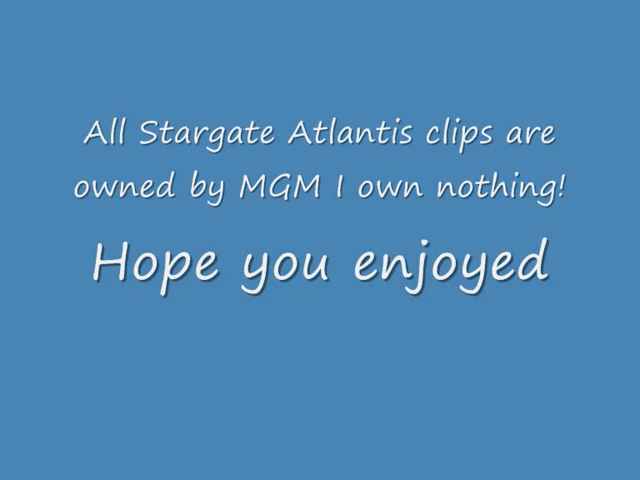 All Stargate Atlantis clips are
owned by MGM I own nothing!
Hope you enjoyed